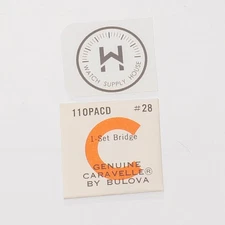 WATCH SUPPLY HOUSE
W
110PACD #28
C
1-Set Bridge
GENUINE
CARAVELLE®
BY BULOVA